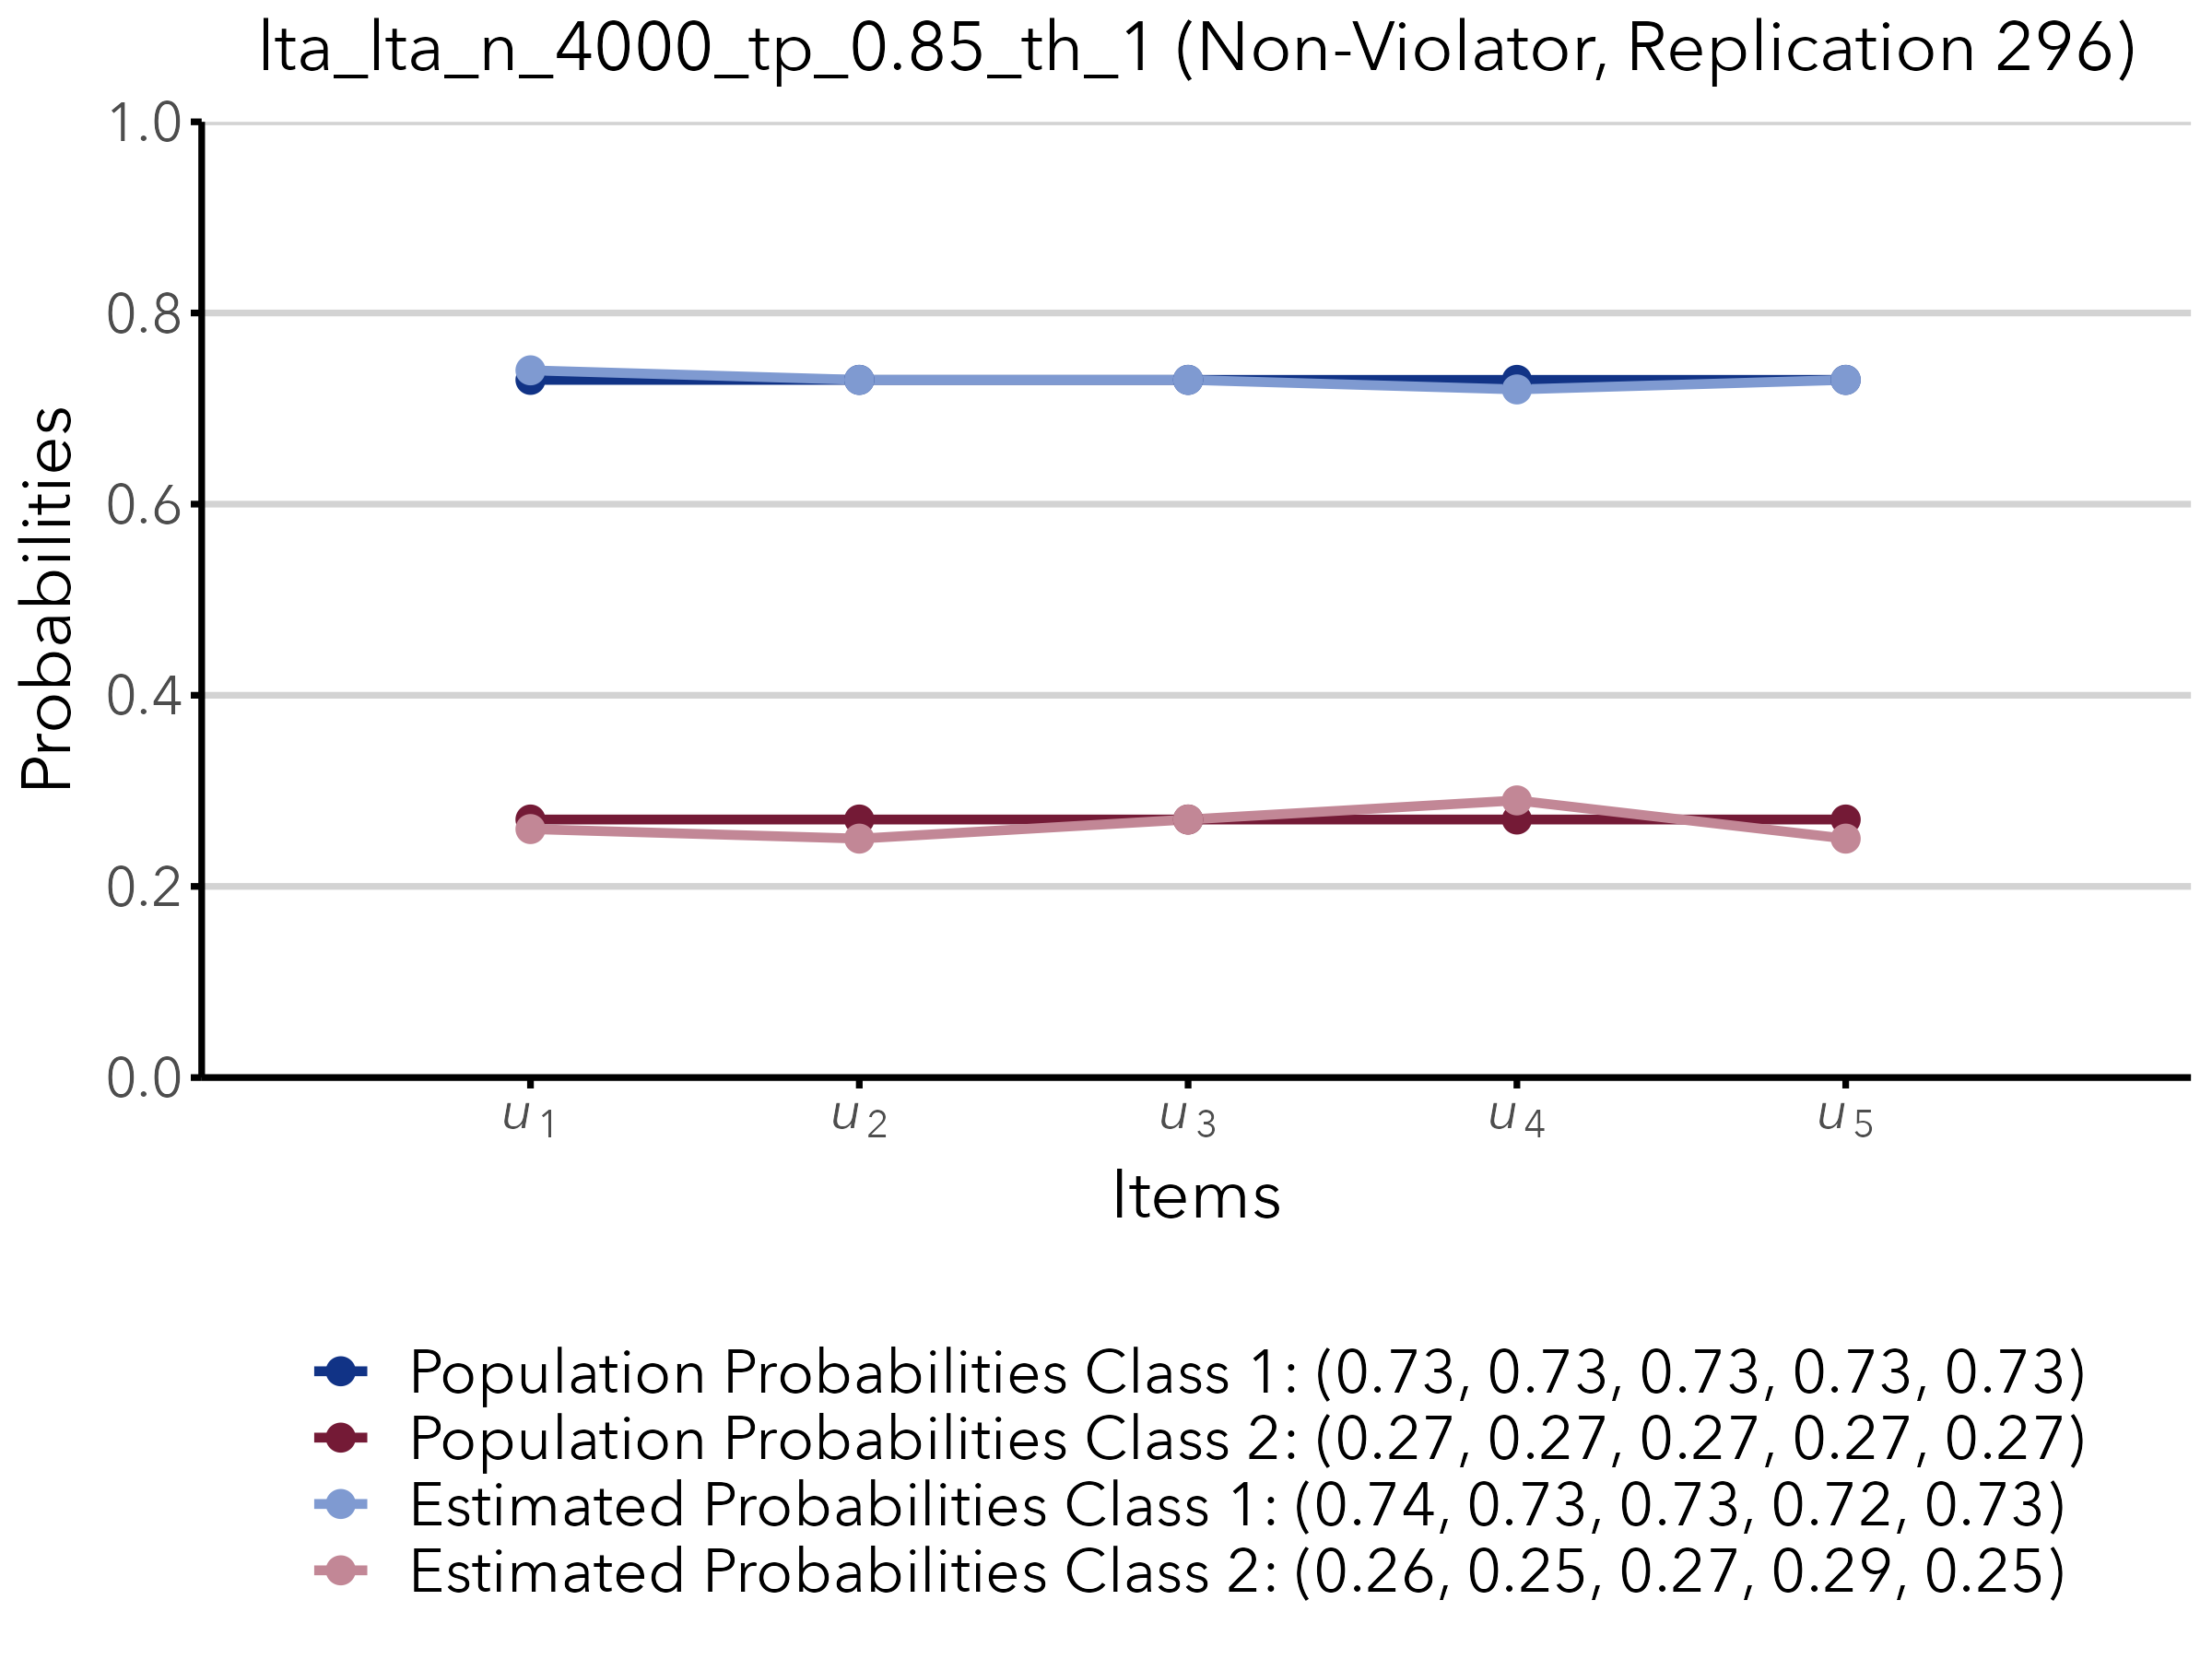 lta_lta_n_4000_tp_0.85_th_1 (Non-Violator, Replication 296)
1.0
0.8
0.6
0.4
0.2
0.0
Probabilities
u1 u2 u3 u4 u5
Items
Population Probabilities Class 1: (0.73, 0.73, 0.73, 0.73, 0.73)
Population Probabilities Class 2: (0.27, 0.27, 0.27, 0.27, 0.27)
Estimated Probabilities Class 1: (0.74, 0.73, 0.73, 0.72, 0.73)
Estimated Probabilities Class 2: (0.26, 0.25, 0.27, 0.29, 0.25)